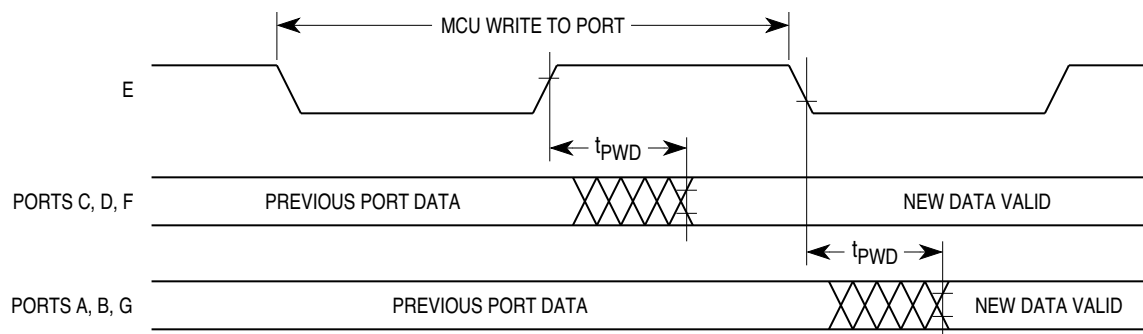 MCU WRITE TO PORT
E
tPWD
PORTS C, D, F
PREVIOUS PORT DATA
NEW DATA VALID
tPWD
PORTS A, B, G
PREVIOUS PORT DATA
NEW DATA VALID